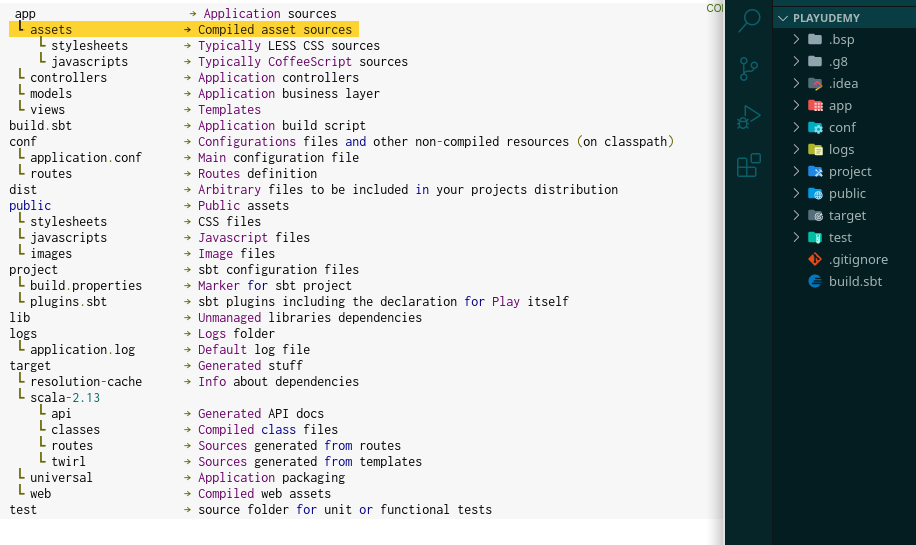 app → Application sources
└ assets → Compiled asset sources
└ stylesheets → Typically LESS CSS sources
└ javascripts → Typically CoffeeScript sources
└ controllers → Application controllers
└ models → Application business layer
└ views → Templates
build.sbt → Application build script
conf → Configurations files and other non-compiled resources (on classpath)
└ application.conf → Main configuration file
└ routes → Routes definition
dist → Arbitrary files to be included in your projects distribution
public → Public assets
└ stylesheets → CSS files
└ javascripts → Javascript files
└ images → Image files
project → sbt configuration files
└ build.properties → Marker for sbt project
└ plugins.sbt → sbt plugins including the declaration for Play itself
lib → Unmanaged libraries dependencies
logs → Logs folder
└ application.log → Default log file
target → Generated stuff
└ resolution-cache → Info about dependencies
└ scala-2.13
└ api → Generated API docs
└ classes → Compiled class files
└ routes → Sources generated from routes
└ twirl → Sources generated from templates
└ universal → Application packaging
└ web → Compiled web assets
test → source folder for unit or functional tests
PLAYUDEMY
.bsp
.g8
.idea
app
conf
logs
project
public
target
test
.gitignore
build.sbt